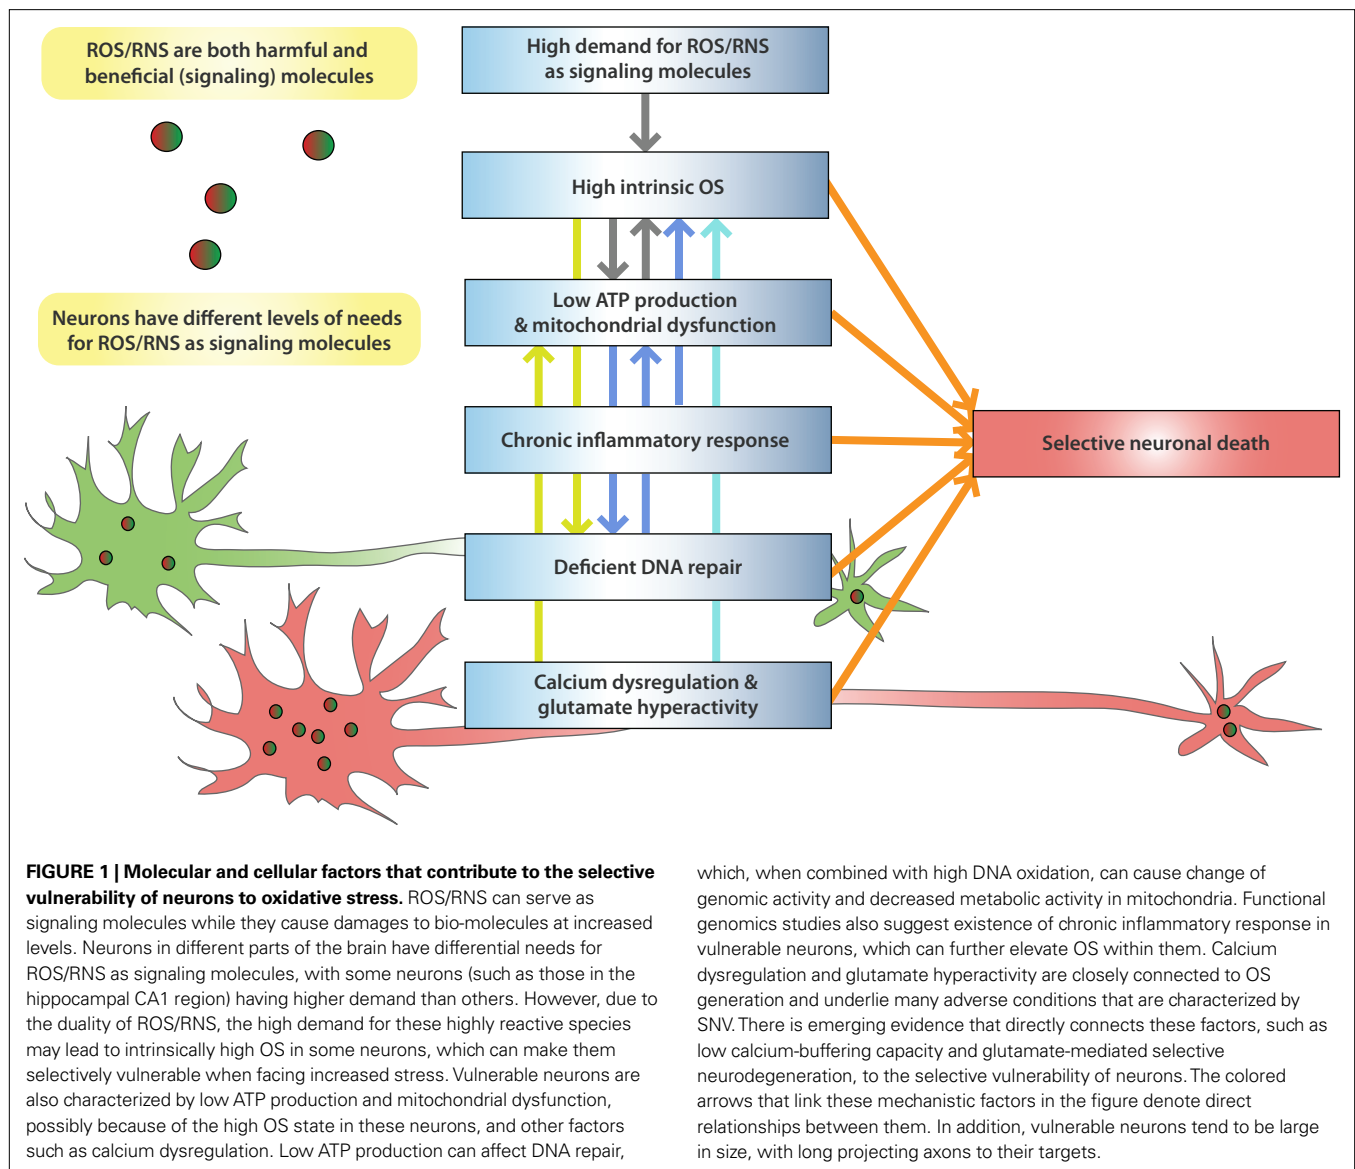 ROS/RNS are both harmful and
beneficial (signaling) molecules
High demand for ROS/RNS
as signaling molecules
High intrinsic OS
Neurons have different levels of needs
for ROS/RNS as signaling molecules
Low ATP production
& mitochondrial dysfunction
Chronic inflammatory response
Selective neuronal death
Deficient DNA repair
Calcium dysregulation &
glutamate hyperactivity
FIGURE 1 | Molecular and cellular factors that contribute to the selective
vulnerability of neurons to oxidative stress. ROS/RNS can serve as
signaling molecules while they cause damages to bio-molecules at increased
levels. Neurons in different parts of the brain have differential needs for
ROS/RNS as signaling molecules, with some neurons (such as those in the
hippocampal CA1 region) having higher demand than others. However, due to
the duality of ROS/RNS, the high demand for these highly reactive species
may lead to intrinsically high OS in some neurons, which can make them
selectively vulnerable when facing increased stress. Vulnerable neurons are
also characterized by low ATP production and mitochondrial dysfunction,
possibly because of the high OS state in these neurons, and other factors
such as calcium dysregulation. Low ATP production can affect DNA repair,
which, when combined with high DNA oxidation, can cause change of
genomic activity and decreased metabolic activity in mitochondria. Functional
genomics studies also suggest existence of chronic inflammatory response in
vulnerable neurons, which can further elevate OS within them. Calcium
dysregulation and glutamate hyperactivity are closely connected to OS
generation and underlie many adverse conditions that are characterized by
SNV. There is emerging evidence that directly connects these factors, such as
low calcium-buffering capacity and glutamate-mediated selective
neurodegeneration, to the selective vulnerability of neurons. The colored
arrows that link these mechanistic factors in the figure denote direct
relationships between them. In addition, vulnerable neurons tend to be large
in size, with long projecting axons to their targets.